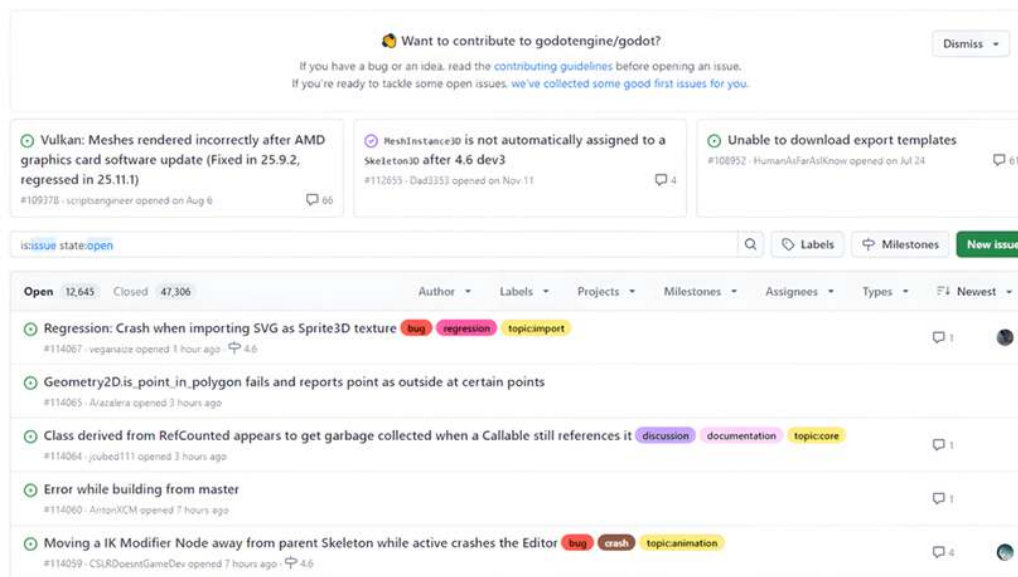 Want to contribute to godotengine/godot?
Dismiss
If you have a bug or an idea, read the contributing guidelines before opening an issue.
If you're ready to tackle some open issues, we've collected some good first issues for you.
Vulkan: Meshes rendered incorrectly after AMD
graphics card software update (Fixed in 25.9.2,
regressed in 25.11.1)
#109378 · scriptsengineer opened on Aug 6
66
MeshInstance3D is not automatically assigned to a
Skeleton3D after 4.6 dev3
#112655 · Dad3353 opened on Nov 11
4
Unable to download export templates
#108952 · HumanAsFarAsIKnow opened on Jul 24
61
is:issue state:open
Labels
Milestones
New issue
Open 12,645 Closed 47,306 Author Labels Projects Milestones Assignees Types Newest
Regression: Crash when importing SVG as Sprite3D texture bug regression topic:import
#114067 · veganaize opened 1 hour ago · 4.6
1
Geometry2D.is_point_in_polygon fails and reports point as outside at certain points
#114065 · opened 3 hours ago
Class derived from RefCounted appears to get garbage collected when a Callable still references it discussion documentation topic:core
#114064 · jcubed111 opened 3 hours ago
1
Error while building from master
#114060 · AntonXCM opened 7 hours ago
1
Moving a IK Modifier Node away from parent Skeleton while active crashes the Editor bug crash topic:animation
#114059 · CSLRDoesntGameDev opened 7 hours ago · 4.6
4